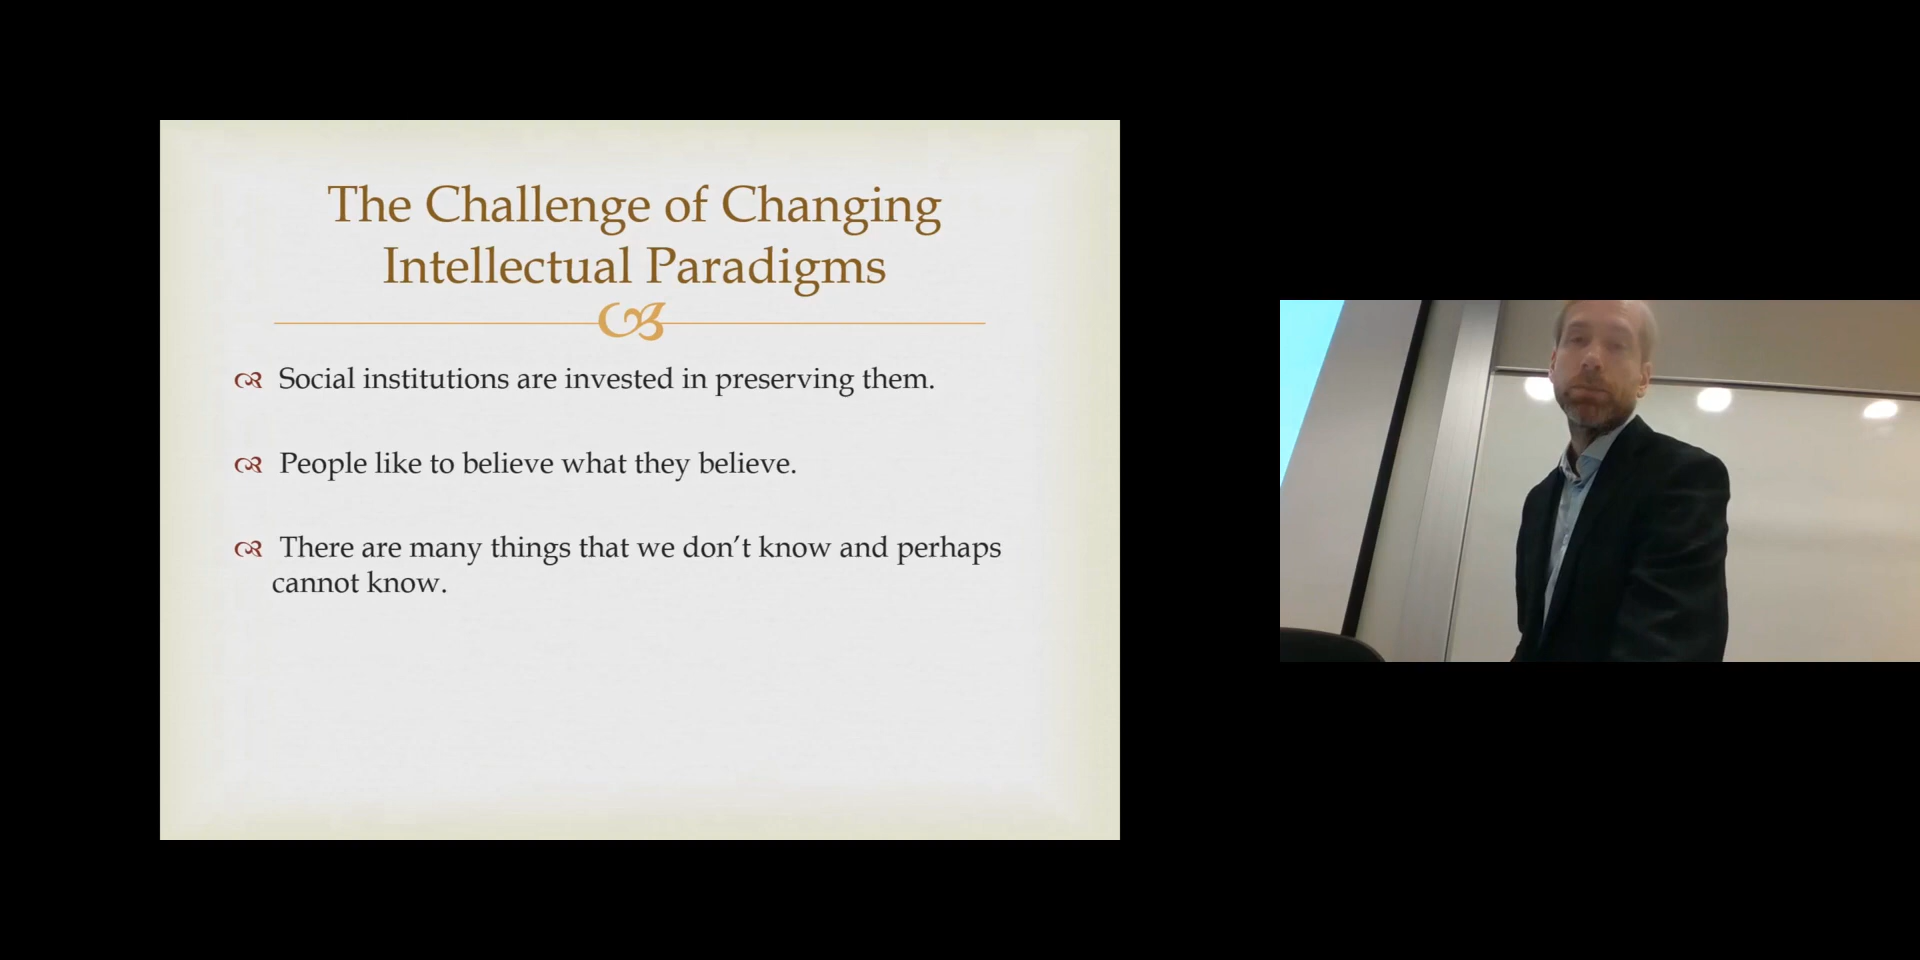 The Challenge of Changing
Intellectual Paradigms
Social institutions are invested in preserving them.
People like to believe what they believe.
There are many things that we don’t know and perhaps
cannot know.